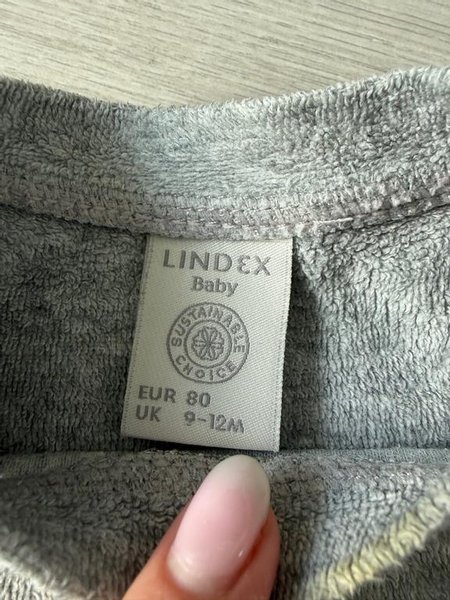 LINDEX
Baby
SUSTAINABLE
CHOICE
EUR 80
UK 9-12M